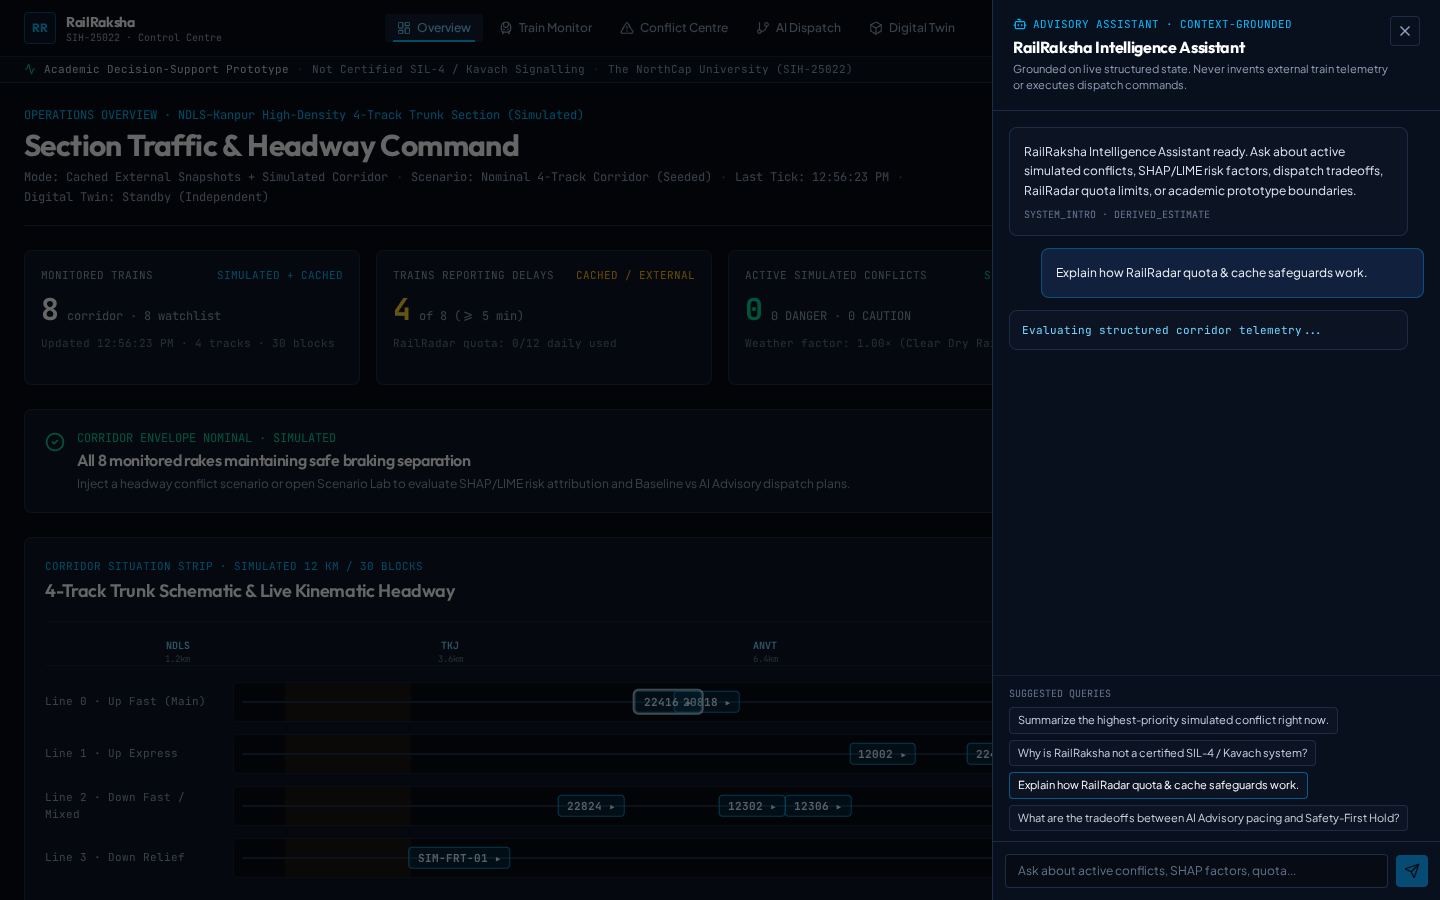 RR
RailRaksha
SIH-25022 · Control Centre
Overview
Train Monitor
Conflict Centre
AI Dispatch
Digital Twin
Academic Decision-Support Prototype · Not Certified SIL-4 / Kavach Signalling · The NorthCap University (SIH-25022)
OPERATIONS OVERVIEW · NDLS-Kanpur High-Density 4-Track Trunk Section (Simulated)
Section Traffic & Headway Command
Mode: Cached External Snapshots + Simulated Corridor · Scenario: Nominal 4-Track Corridor (Seeded) · Last Tick: 12:56:23 PM ·
Digital Twin: Standby (Independent)
MONITORED TRAINS SIMULATED + CACHED
8 corridor · 8 watchlist
Updated 12:56:23 PM · 4 tracks · 30 blocks
TRAINS REPORTING DELAYS CACHED / EXTERNAL
4 of 8 (⩾ 5 min)
RailRadar quota: 0/12 daily used
ACTIVE SIMULATED CONFLICTS S
0 0 DANGER · 0 CAUTION
Weather factor: 1.00× (Clear Dry Rai
CORRIDOR ENVELOPE NOMINAL · SIMULATED
All 8 monitored rakes maintaining safe braking separation
Inject a headway conflict scenario or open Scenario Lab to evaluate SHAP/LIME risk attribution and Baseline vs AI Advisory dispatch plans.
CORRIDOR SITUATION STRIP · SIMULATED 12 KM / 30 BLOCKS
4-Track Trunk Schematic & Live Kinematic Headway
NDLS
1.2km
TKJ
3.6km
ANVT
6.4km
Line 0 · Up Fast (Main)
22416
20818 ▸
Line 1 · Up Express
12002 ▸
224
Line 2 · Down Fast /
Mixed
22824 ▸
12302 ▸
12306 ▸
Line 3 · Down Relief
SIM-FRT-01 ▸
ADVISORY ASSISTANT · CONTEXT-GROUNDED
RailRaksha Intelligence Assistant
Grounded on live structured state. Never invents external train telemetry
or executes dispatch commands.
RailRaksha Intelligence Assistant ready. Ask about active
simulated conflicts, SHAP/LIME risk factors, dispatch tradeoffs,
RailRadar quota limits, or academic prototype boundaries.
SYSTEM_INTRO · DERIVED_ESTIMATE
Explain how RailRadar quota & cache safeguards work.
Evaluating structured corridor telemetry...
SUGGESTED QUERIES
Summarize the highest-priority simulated conflict right now.
Why is RailRaksha not a certified SIL-4 / Kavach system?
Explain how RailRadar quota & cache safeguards work.
What are the tradeoffs between AI Advisory pacing and Safety-First Hold?
Ask about active conflicts, SHAP factors, quota...